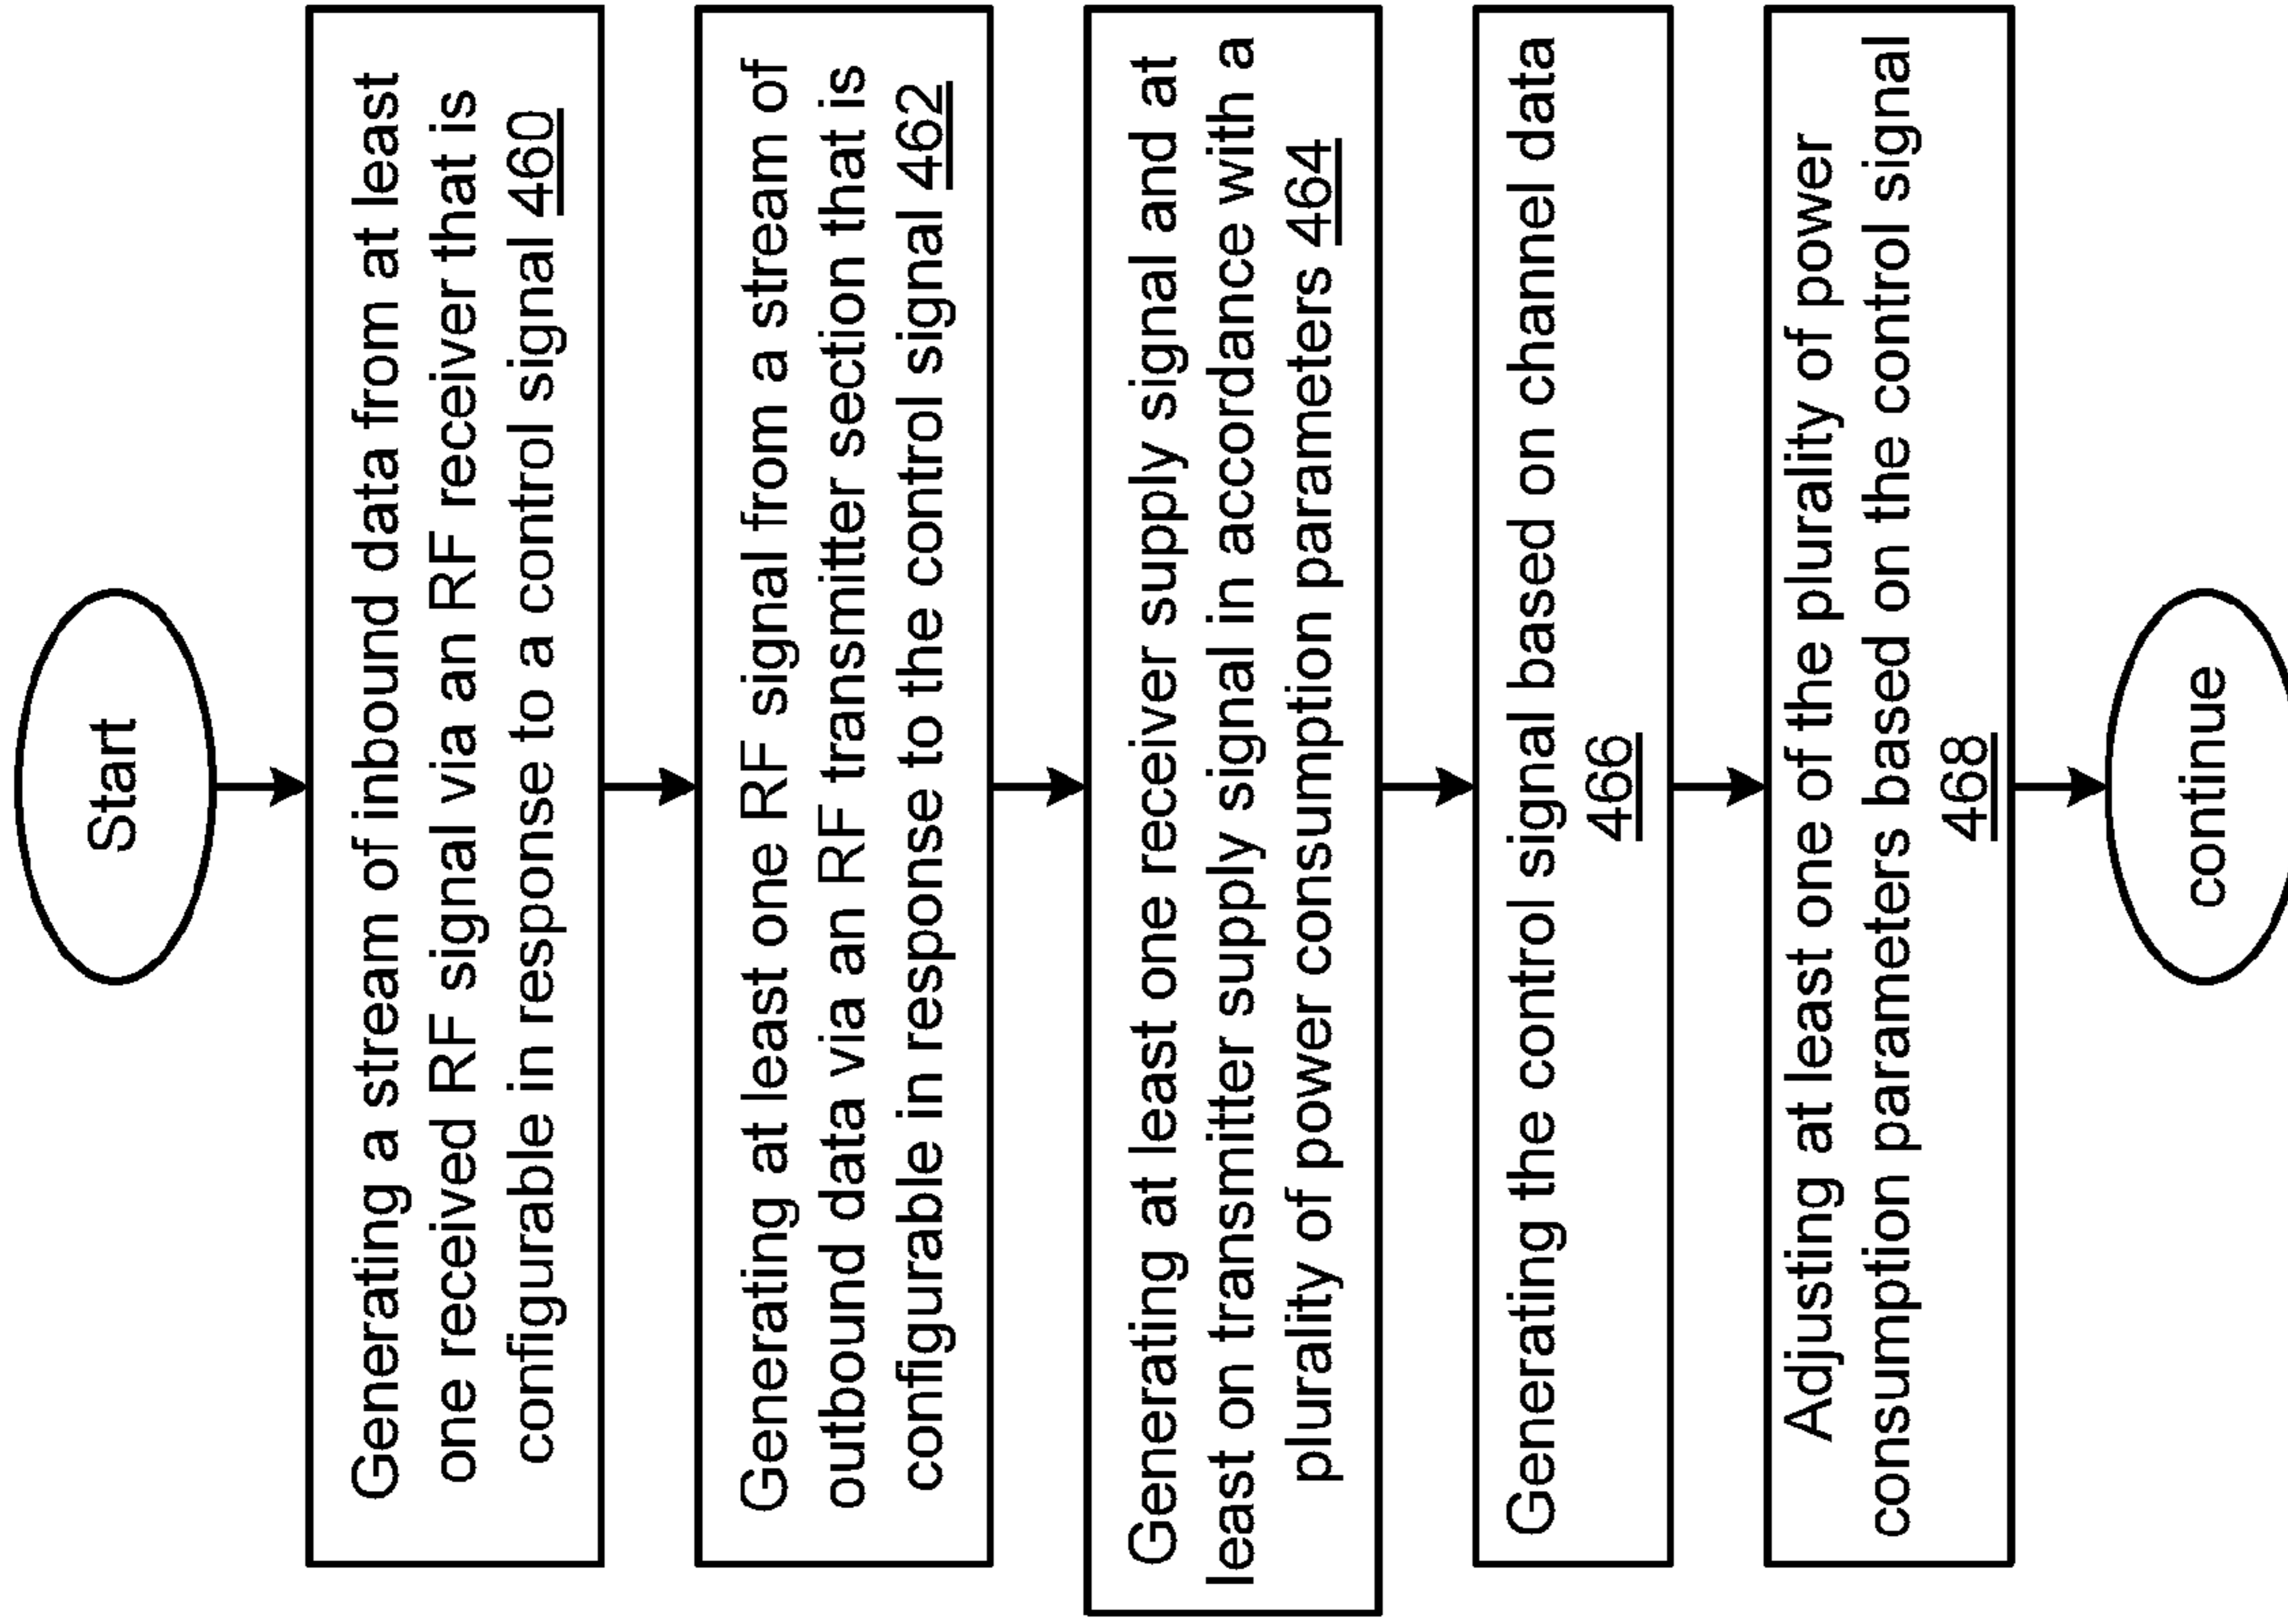 Start
Generating a stream of inbound data from at least
one received RF signal via an RF receiver that is
configurable in response to a control signal 460
Generating at least one RF signal from a stream of
outbound data via an RF transmitter section that is
configurable in response to the control signal 462
Generating at least one receiver supply signal and at
least on transmitter supply signal in accordance with a
plurality of power consumption parameters 464
Generating the control signal based on channel data
466
Adjusting at least one of the plurality of power
consumption parameters based on the control signal
468
continue